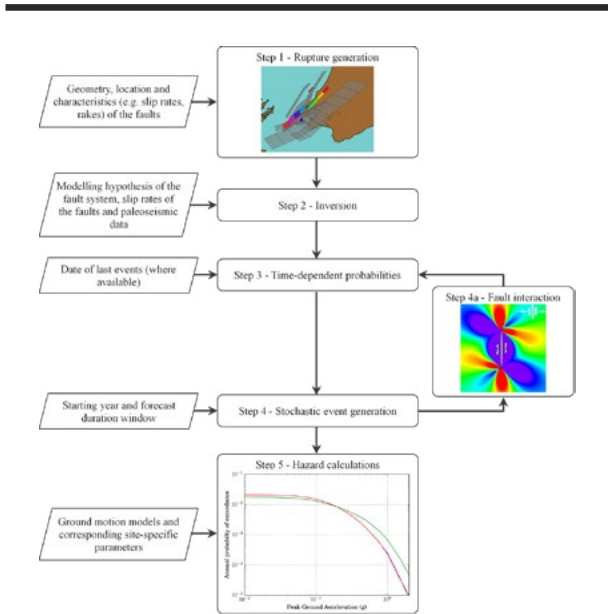 Step 1 - Rupture generation
Geometry, location and
characteristics (e.g. slip rates,
rakes) of the faults
Modelling hypothesis of the
fault system, slip rates of
the faults and paleoseismic
data
Step 2 - Inversion
Date of last events (where
available)
Step 3 - Time-dependent probabilities
Step 4a - Fault interaction
Starting year and forecast
duration window
Step 4 - Stochastic event generation
Step 5 - Hazard calculations
Ground motion models and
corresponding site-specific
parameters
Annual probability of exceedance
Peak Ground Acceleration (g)